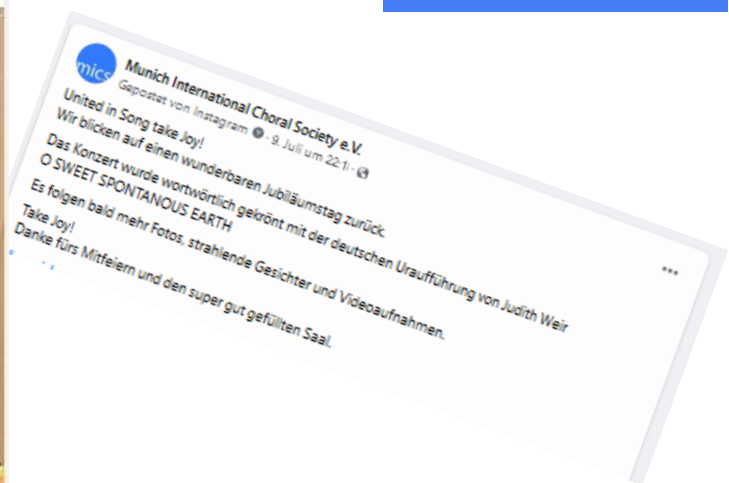 mics
Munich International Choral Society e.V.
Gepostet von Instagram · 9. Juli um 22:1
United in Song take Joy!
Wir blicken auf einen wunderbaren Jubiläumstag zurück.
Das Konzert wurde wortwörtlich gekrönt mit der deutschen Uraufführung von Judith Weir
O SWEET SPONTANOUS EARTH
Es folgen bald mehr Fotos, strahlende Gesichter und Videoaufnahmen.
Take Joy!
Danke fürs Mitfeiern und den super gut gefüllten Saal.